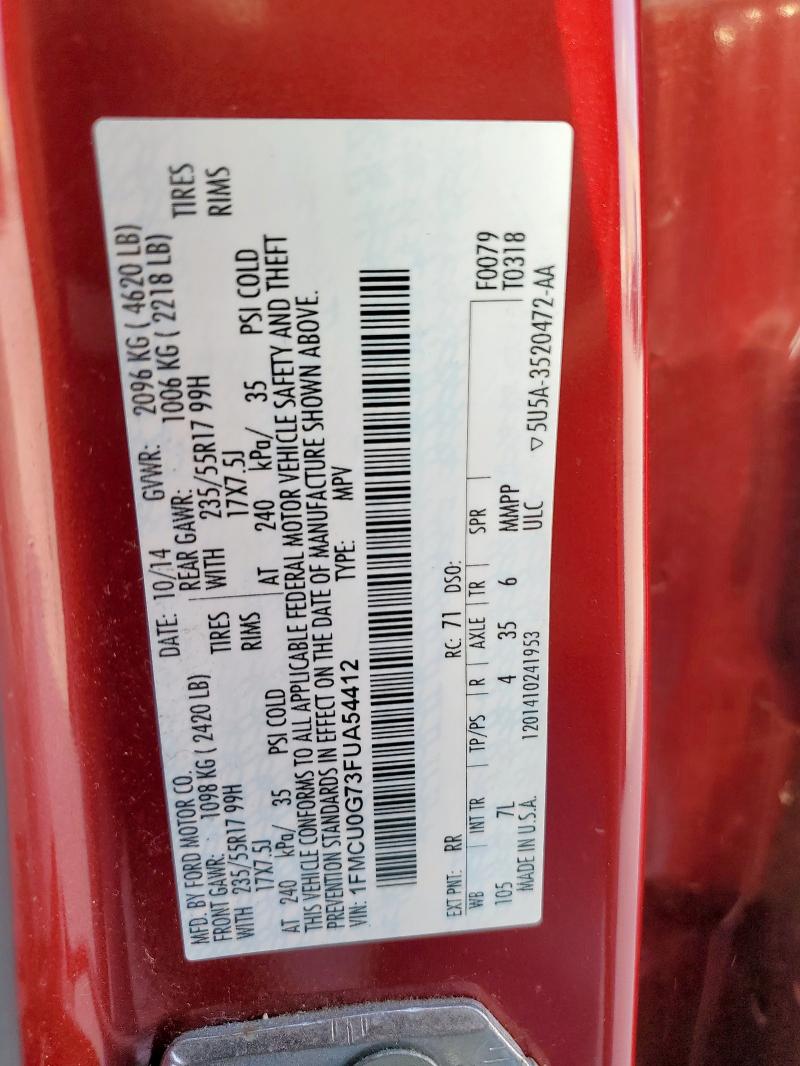 MFD. BY FORD MOTOR CO.
DATE: 10/14 GVWR: 2096 KG ( 4620 LB)
FRONT GAWR: 1098 KG ( 2420 LB) REAR GAWR: 1006 KG ( 2218 LB)
WITH 235/55R17 99H TIRES WITH 235/55R17 99H TIRES
17X7.5J RIMS 17X7.5J RIMS
AT 240 kPa/ 35 PSI COLD AT 240 kPa/ 35 PSI COLD
THIS VEHICLE CONFORMS TO ALL APPLICABLE FEDERAL MOTOR VEHICLE SAFETY AND THEFT
PREVENTION STANDARDS IN EFFECT ON THE DATE OF MANUFACTURE SHOWN ABOVE.
VIN: 1FMCU0G73FUA54412 TYPE: MPV
EXT PNT: RR RC: 71 DSO: F0079
WB INT TR TP/PS R AXLE TR SPR T0318
105 7L 4 35 6 MMPP
ULC
MADE IN U.S.A. 1201410241953 ▽5U5A-3520472-AA